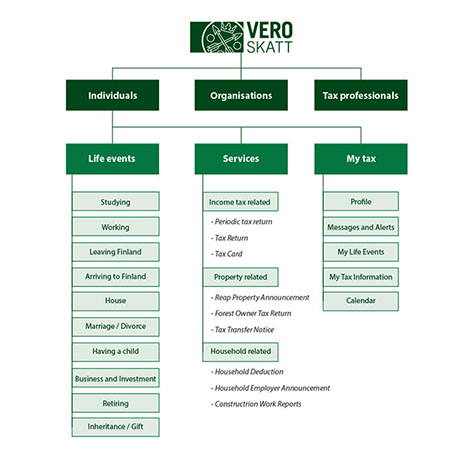 VERO
SKATT
Individuals
Organisations
Tax professionals
Life events
Services
My tax
Studying
Working
Leaving Finland
Arriving to Finland
House
Marriage / Divorce
Having a child
Business and Investment
Retiring
Inheritance / Gift
Income tax related
- Periodic tax return
- Tax Return
- Tax Card
Property related
- Reap Property Announcement
- Forest Owner Tax Return
- Tax Transfer Notice
Household related
- Household Deduction
- Household Employer Announcement
- Constructrion Work Reports
Profile
Messages and Alerts
My Life Events
My Tax Information
Calendar